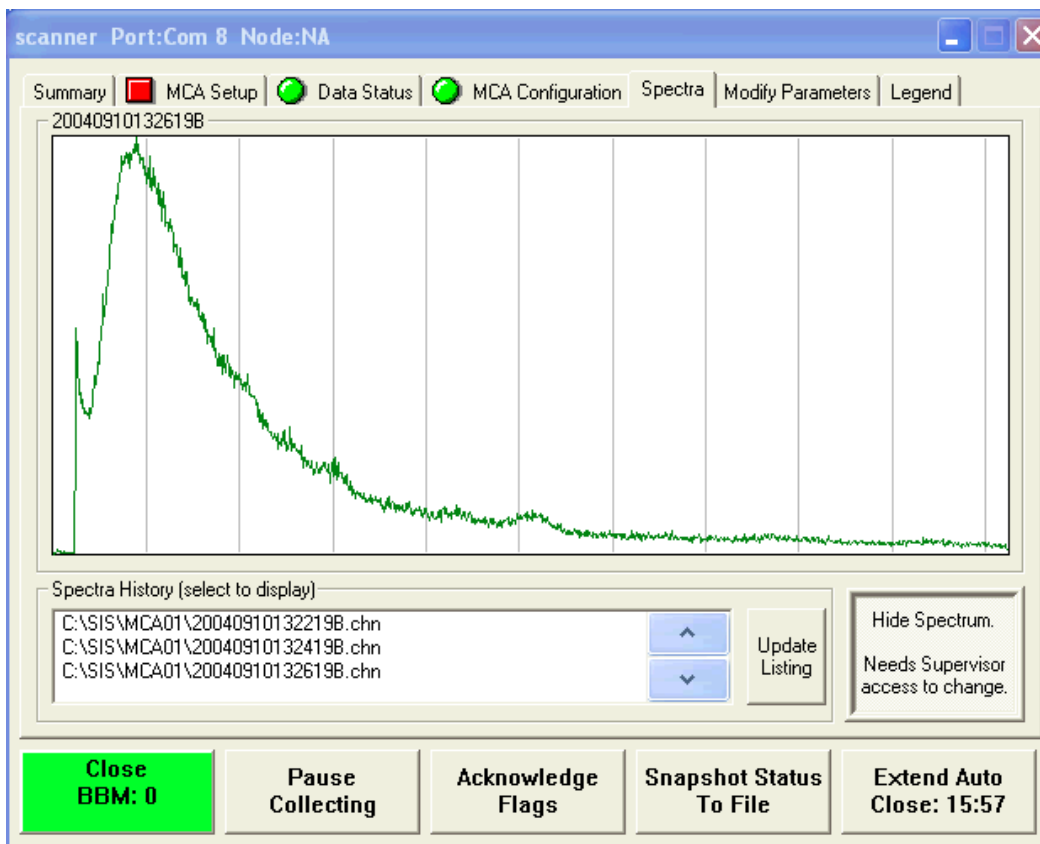 scanner Port:Com 8 Node:NA
Summary MCA Setup Data Status MCA Configuration Spectra Modify Parameters Legend
20040910132619B
Spectra History (select to display)
C:\SIS\MCA01\20040910132219B.chn
C:\SIS\MCA01\20040910132419B.chn
C:\SIS\MCA01\20040910132619B.chn
Update
Listing
Hide Spectrum.
Needs Supervisor
access to change.
Close
BBM: 0
Pause
Collecting
Acknowledge
Flags
Snapshot Status
To File
Extend Auto
Close: 15:57